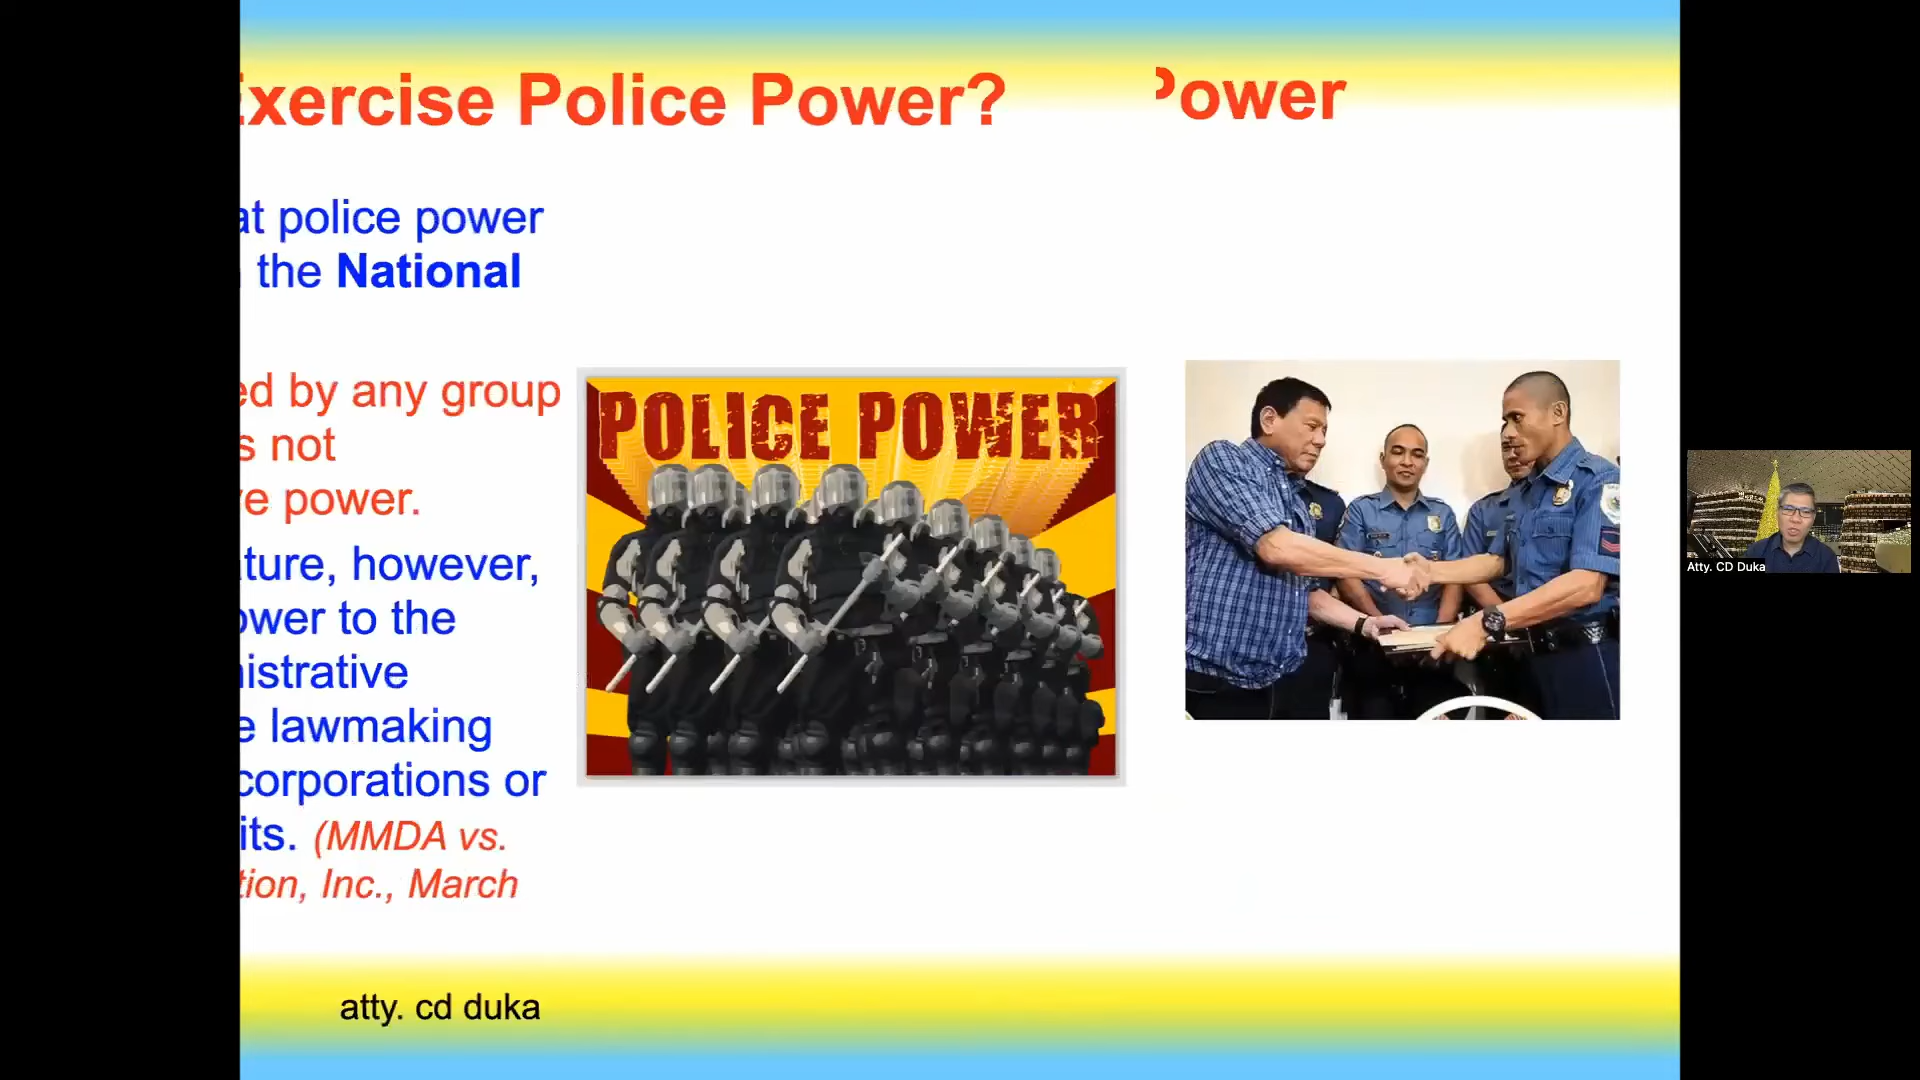 xercise Police Power?
Power
at police power
the National
ed by any group
s not
e power.
ture, however,
ower to the
istrative
e lawmaking
corporations or
its. (MMDA vs.
tion, Inc., March
POLICE POWER
Atty. CD Duka
atty. cd duka